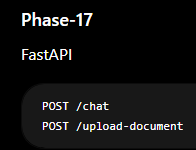 Phase-17
FastAPI
POST /chat
POST /upload-document